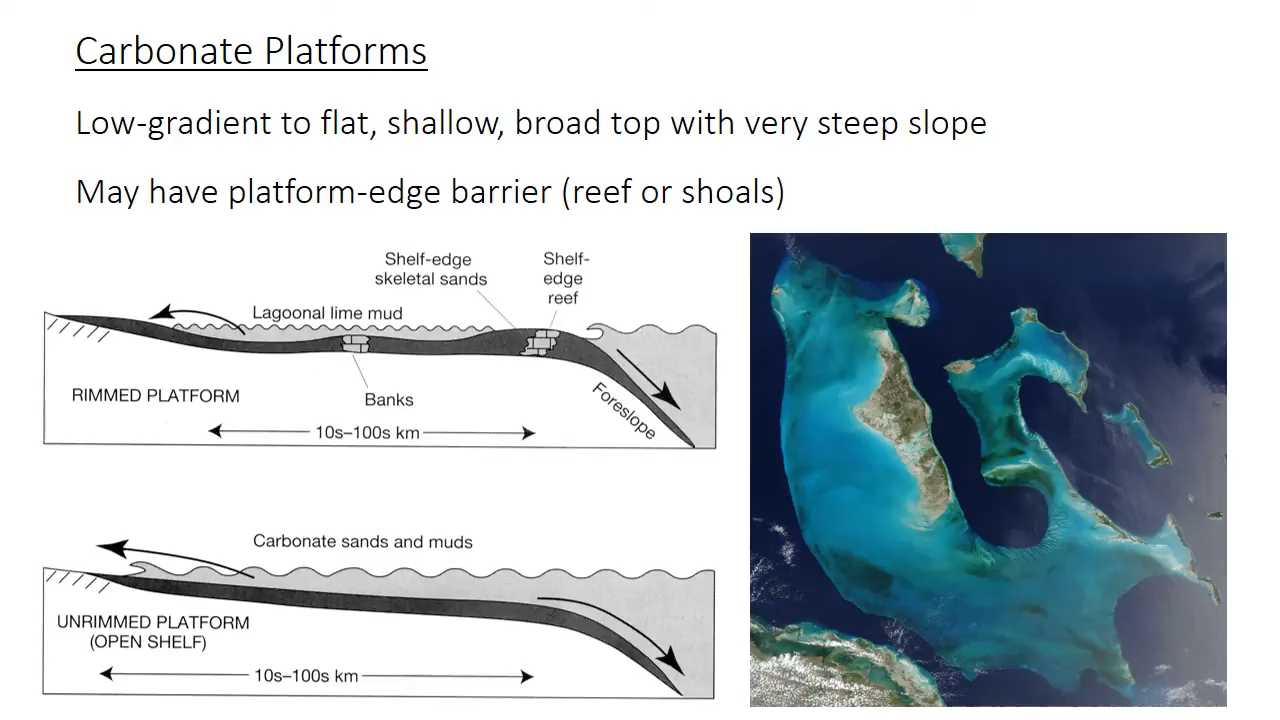 Carbonate Platforms
Low-gradient to flat, shallow, broad top with very steep slope
May have platform-edge barrier (reef or shoals)
Shelf-edge
skeletal sands
Shelf-
edge
reef
Lagoonal lime mud
RIMMED PLATFORM
Banks
Foreslope
10s–100s km
Carbonate sands and muds
UNRIMMED PLATFORM
(OPEN SHELF)
10s–100s km